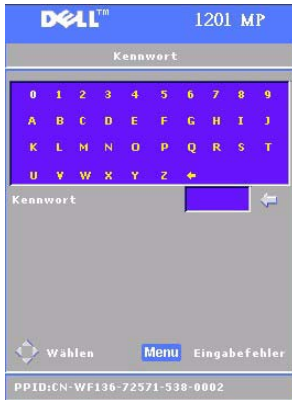 DELL™ 1201 MP
Kennwort
0 1 2 3 4 5 6 7 8 9
A B C D E F G H I J
K L M N O P Q R S T
U V W X Y Z ←
Kennwort
Wählen Menu Eingabefehler
PPID:CN-WF136-72571-538-0002